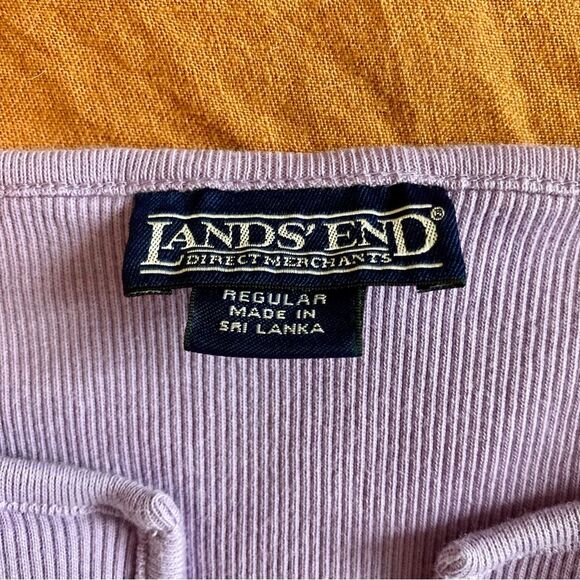 LANDS' END®
DIRECT MERCHANTS
REGULAR
MADE IN
SRI LANKA